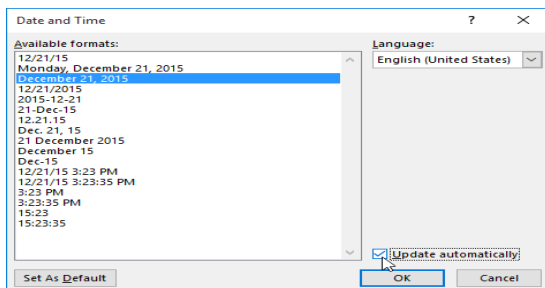 Date and Time ? ×
Available formats:
Language:
12/21/15
Monday, December 21, 2015
December 21, 2015
12/21/2015
2015-12-21
21-Dec-15
12.21.15
Dec. 21, 15
21 December 2015
December 15
Dec-15
12/21/15 3:23 PM
12/21/15 3:23:35 PM
3:23 PM
3:23:35 PM
15:23
15:23:35
English (United States)
Update automatically
Set As Default
OK
Cancel